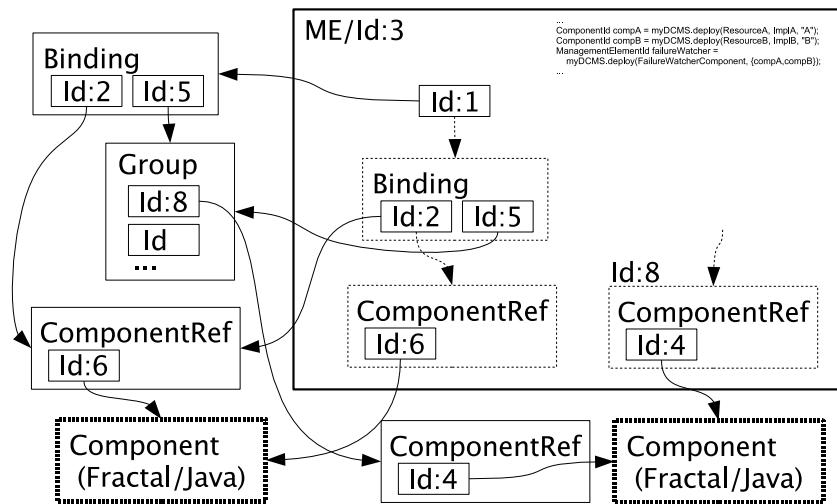 ME/Id:3
...
ComponentId compA = myDCMS.deploy(ResourceA, ImplA, "A");
ComponentId compB = myDCMS.deploy(ResourceB, ImplB, "B");
ManagementElementId failureWatcher =
myDCMS.deploy(FailureWatcherComponent, {compA,compB});
...
Binding
Id:2 Id:5
Id:1
Group
Id:8
Id
...
Binding
Id:2 Id:5
Id:8
ComponentRef
Id:6
ComponentRef
Id:6
ComponentRef
Id:4
Component
(Fractal/Java)
ComponentRef
Id:4
Component
(Fractal/Java)